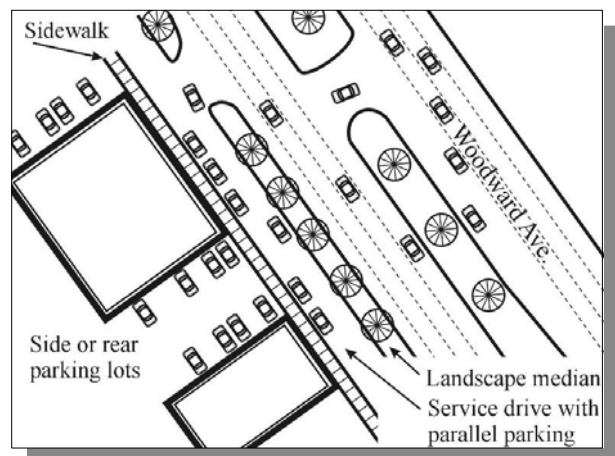 Sidewalk
Woodward Ave
Side or rear
parking lots
Landscape median
Service drive with
parallel parking